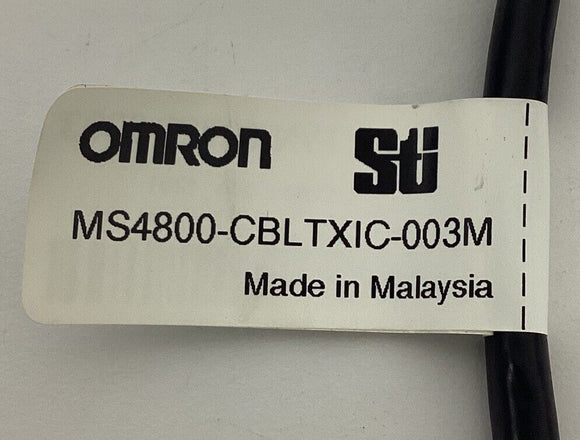 OMRON Sti
MS4800-CBLTXIC-003M
Made in Malaysia